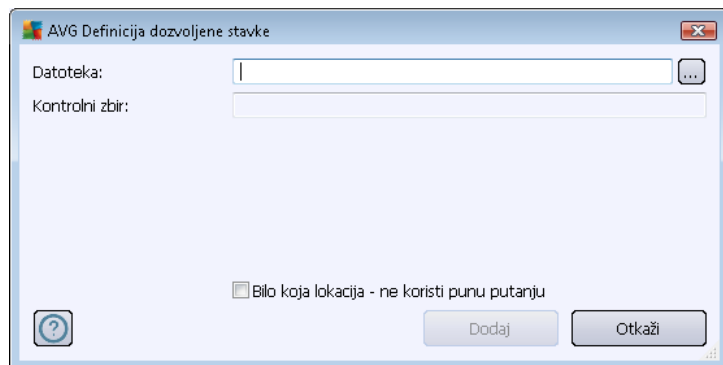 AVG Definicija dozvoljene stavke
Datoteka:
...
Kontrolni zbir:
Bilo koja lokacija - ne koristi punu putanju
?
Dodaj
Otkaži